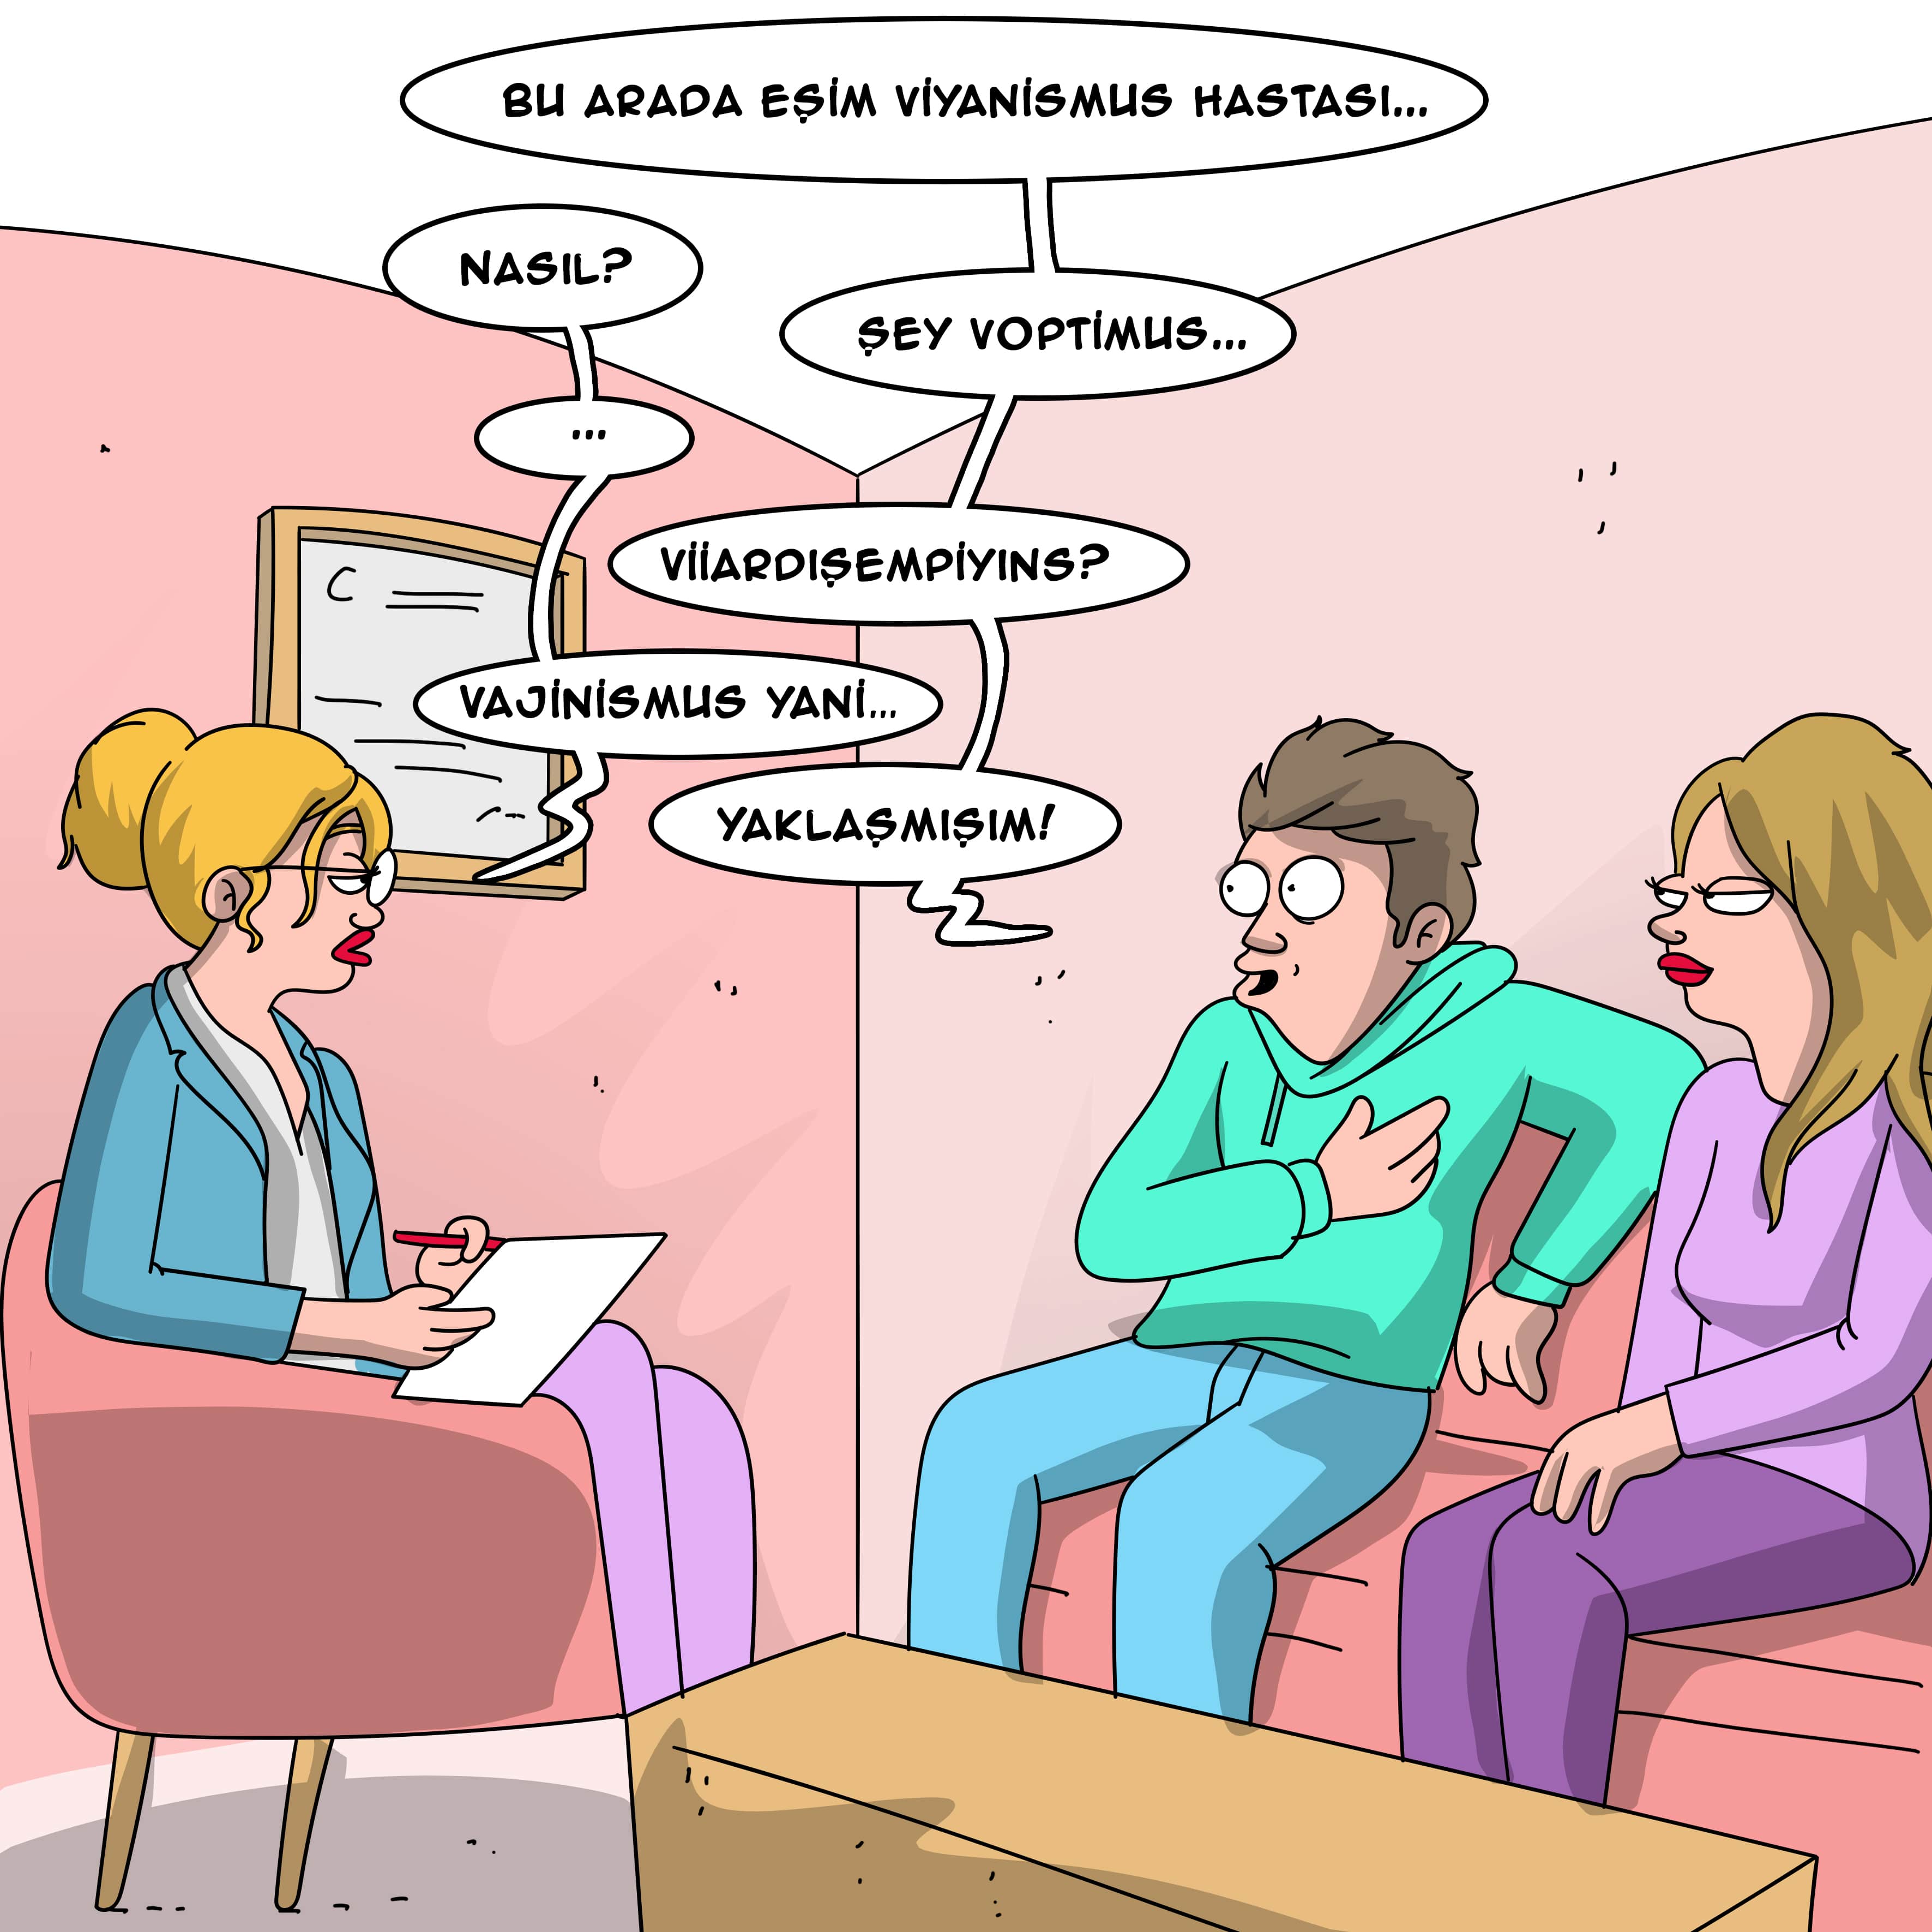 BU ARADA EŞİM VİYANİSMUS HASTASI...
NASIL?
ŞEY VOPTİMUS...
...
VİİARDIŞEMPİYINS?
VAJİNİSMUS YANİ...
YAKLAŞMIŞIM!